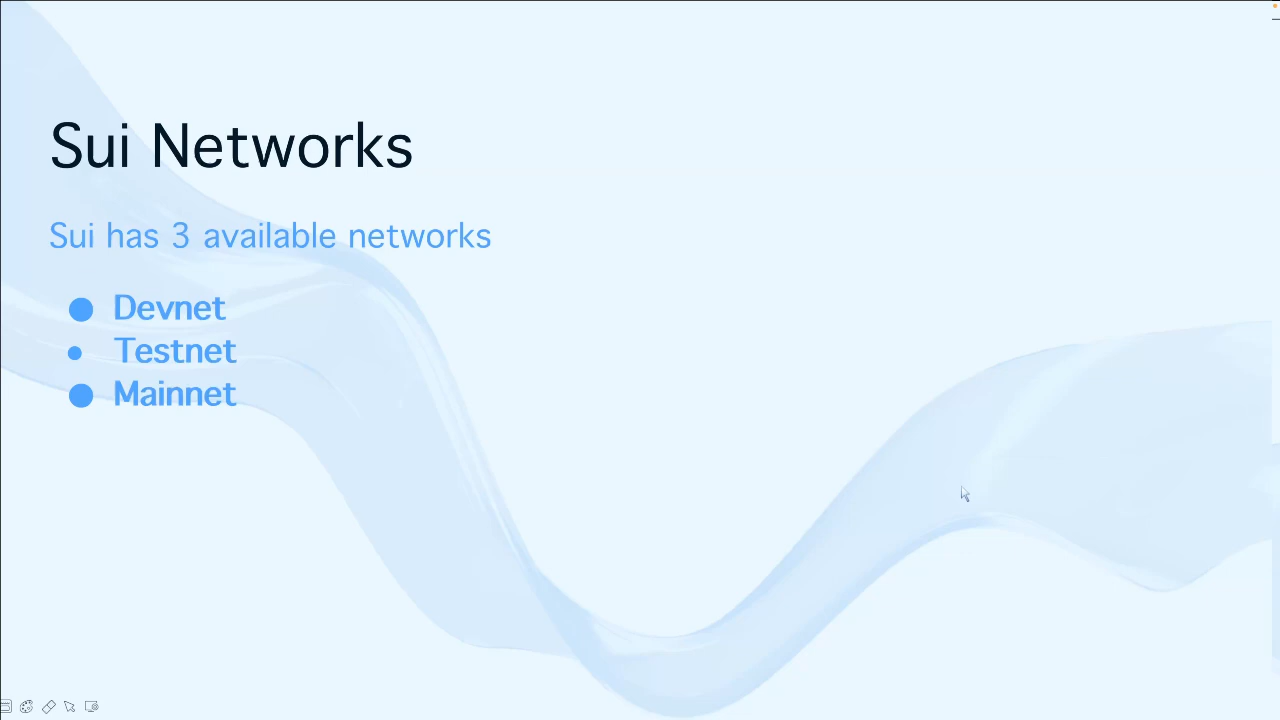 Sui Networks
Sui has 3 available networks
Devnet
Testnet
Mainnet